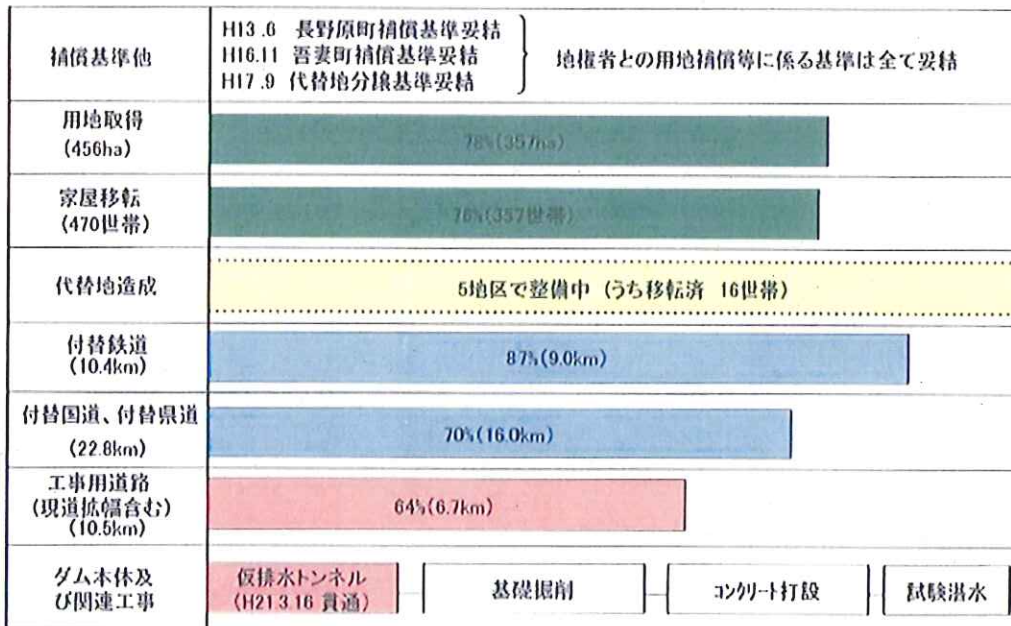 補償基準他
H13.6 長野原町補償基準妥結
H16.11 吾妻町補償基準妥結
H17.9 代替地分譲基準妥結
地権者との用地補償等に係る基準は全て妥結
用地取得
(456ha)
78%(357ha)
家屋移転
(470世帯)
76%(357世帯)
代替地造成
5地区で整備中 (うち移転済 16世帯)
付替鉄道
(10.4km)
87%(9.0km)
付替国道、付替県道
(22.8km)
70%(16.0km)
工事用道路
(現道拡幅含む)
(10.5km)
64%(6.7km)
ダム本体及
び関連工事
仮排水トンネル
(H21.3.16 貫通)
基礎掘削
コンクリート打設
試験湛水